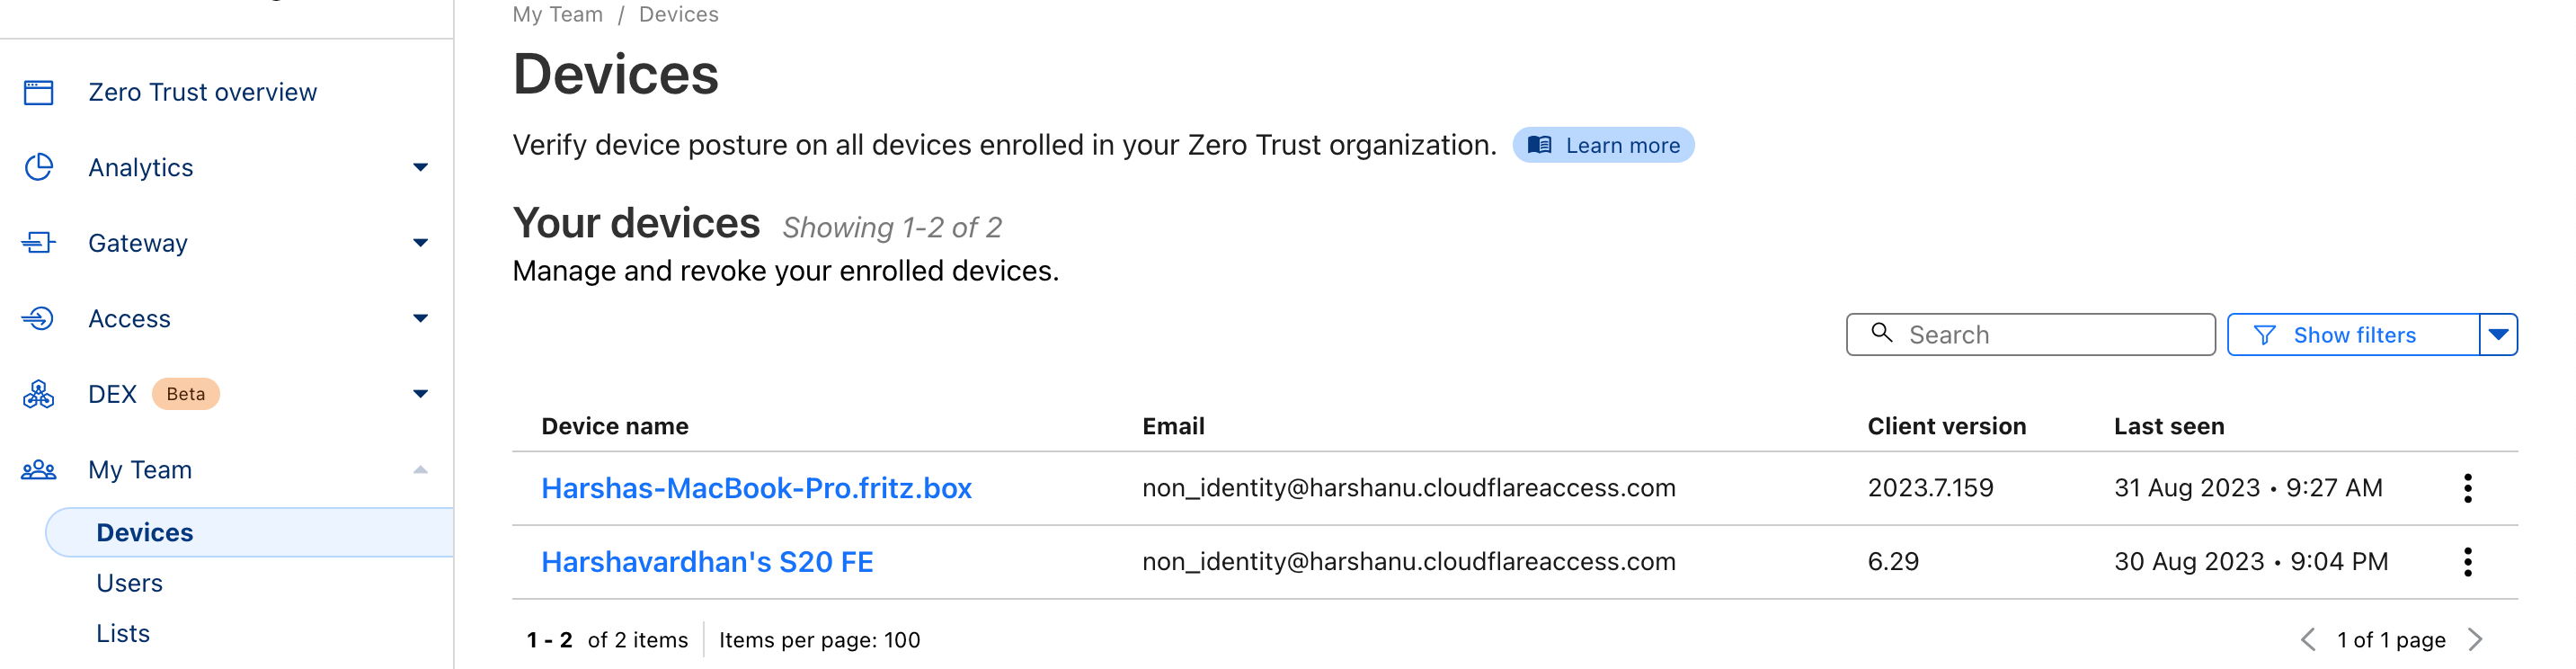 My Team / Devices
Devices
Verify device posture on all devices enrolled in your Zero Trust organization. Learn more
Your devices Showing 1-2 of 2
Manage and revoke your enrolled devices.
Zero Trust overview
Analytics
Gateway
Access
DEX Beta
My Team
Devices
Users
Lists
Search Show filters
Device name Email Client version Last seen
Harshas-MacBook-Pro.fritz.box non_identity@harshanu.cloudflareaccess.com 2023.7.159 31 Aug 2023 • 9:27 AM
Harshavardhan's S20 FE non_identity@harshanu.cloudflareaccess.com 6.29 30 Aug 2023 • 9:04 PM
1 - 2 of 2 items Items per page: 100 1 of 1 page